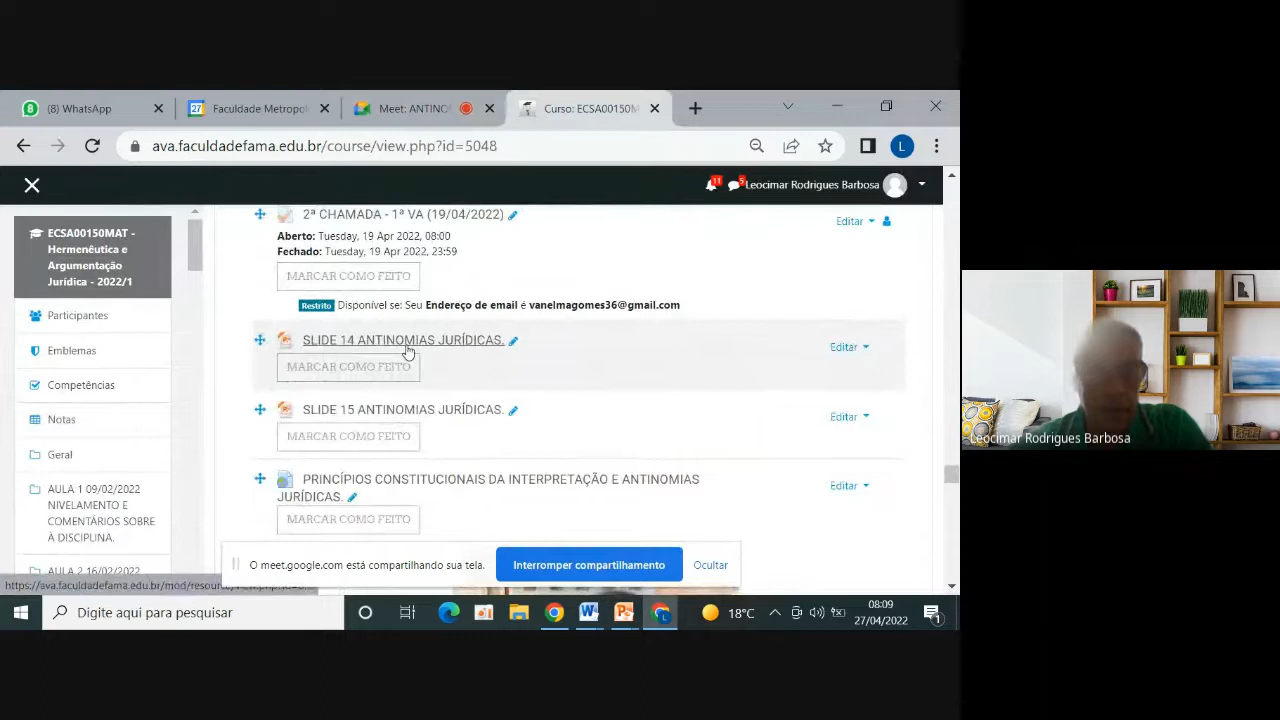 (8) WhatsApp
Faculdade Metropol
Meet: ANTINO
Curso: ECSA00150M
ava.faculdadefama.edu.br/course/view.php?id=5048
L
11
5
Leocimar Rodrigues Barbosa
ECSA00150MAT -
Hermenêutica e
Argumentação
Jurídica - 2022/1
Participantes
Emblemas
Competências
Notas
Geral
AULA 1 09/02/2022
NIVELAMENTO E
COMENTÁRIOS SOBRE
À DISCIPLINA.
AULA 2 16/02/2022
2ª CHAMADA - 1ª VA (19/04/2022)
Editar
Aberto: Tuesday, 19 Apr 2022, 08:00
Fechado: Tuesday, 19 Apr 2022, 23:59
MARCAR COMO FEITO
Restrito Disponível se: Seu Endereço de email é vanelmagomes36@gmail.com
SLIDE 14 ANTINOMIAS JURÍDICAS.
Editar
MARCAR COMO FEITO
SLIDE 15 ANTINOMIAS JURÍDICAS.
Editar
MARCAR COMO FEITO
PRINCÍPIOS CONSTITUCIONAIS DA INTERPRETAÇÃO E ANTINOMIAS
JURÍDICAS.
Editar
MARCAR COMO FEITO
O meet.google.com está compartilhando sua tela.
Interromper compartilhamento
Ocultar
Digite aqui para pesquisar
18°C
08:09
27/04/2022
Leocimar Rodrigues Barbosa